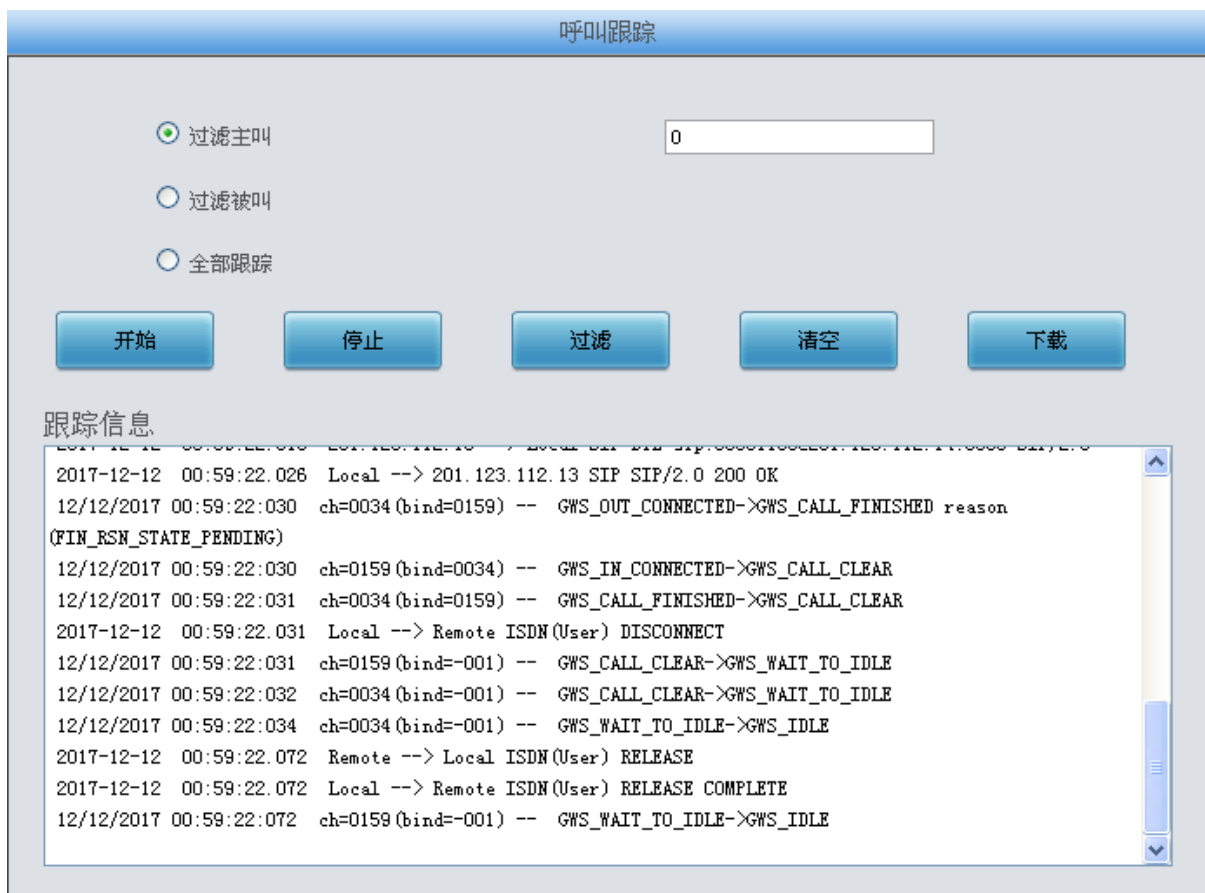 呼叫跟踪
过滤主叫
0
过滤被叫
全部跟踪
开始 停止 过滤 清空 下载
跟踪信息
2017-12-12 00:59:22.026 Local --> 201.123.112.13 SIP SIP/2.0 200 OK
12/12/2017 00:59:22:030 ch=0034(bind=0159) -- GWS_OUT_CONNECTED->GWS_CALL_FINISHED reason
(FIN_RSN_STATE_PENDING)
12/12/2017 00:59:22:030 ch=0159(bind=0034) -- GWS_IN_CONNECTED->GWS_CALL_CLEAR
12/12/2017 00:59:22:031 ch=0034(bind=0159) -- GWS_CALL_FINISHED->GWS_CALL_CLEAR
2017-12-12 00:59:22.031 Local --> Remote ISDN(User) DISCONNECT
12/12/2017 00:59:22:031 ch=0159(bind=-001) -- GWS_CALL_CLEAR->GWS_WAIT_TO_IDLE
12/12/2017 00:59:22:032 ch=0034(bind=-001) -- GWS_CALL_CLEAR->GWS_WAIT_TO_IDLE
12/12/2017 00:59:22:034 ch=0034(bind=-001) -- GWS_WAIT_TO_IDLE->GWS_IDLE
2017-12-12 00:59:22.072 Remote --> Local ISDN(User) RELEASE
2017-12-12 00:59:22.072 Local --> Remote ISDN(User) RELEASE COMPLETE
12/12/2017 00:59:22:072 ch=0159(bind=-001) -- GWS_WAIT_TO_IDLE->GWS_IDLE